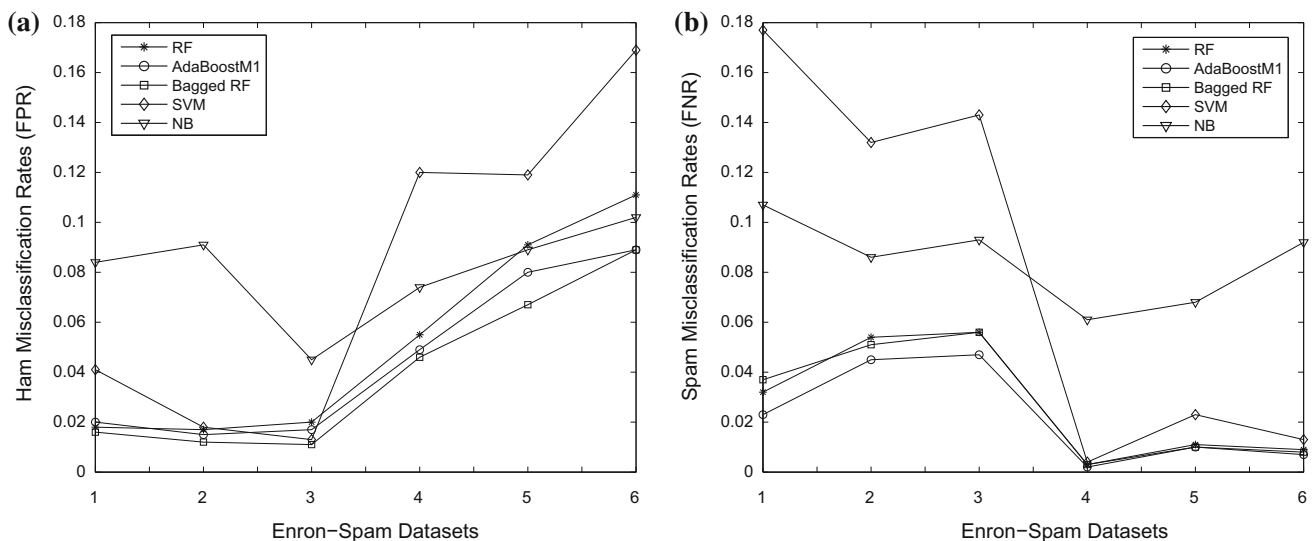 (a)
0.18
0.16
0.14
0.12
0.1
0.08
0.06
0.04
0.02
0
Ham Misclassification Rates (FPR)
RF
AdaBoostM1
Bagged RF
SVM
NB
1 2 3 4 5 6
Enron−Spam Datasets
(b)
0.18
0.16
0.14
0.12
0.1
0.08
0.06
0.04
0.02
0
Spam Misclassification Rates (FNR)
RF
AdaBoostM1
Bagged RF
SVM
NB
1 2 3 4 5 6
Enron−Spam Datasets